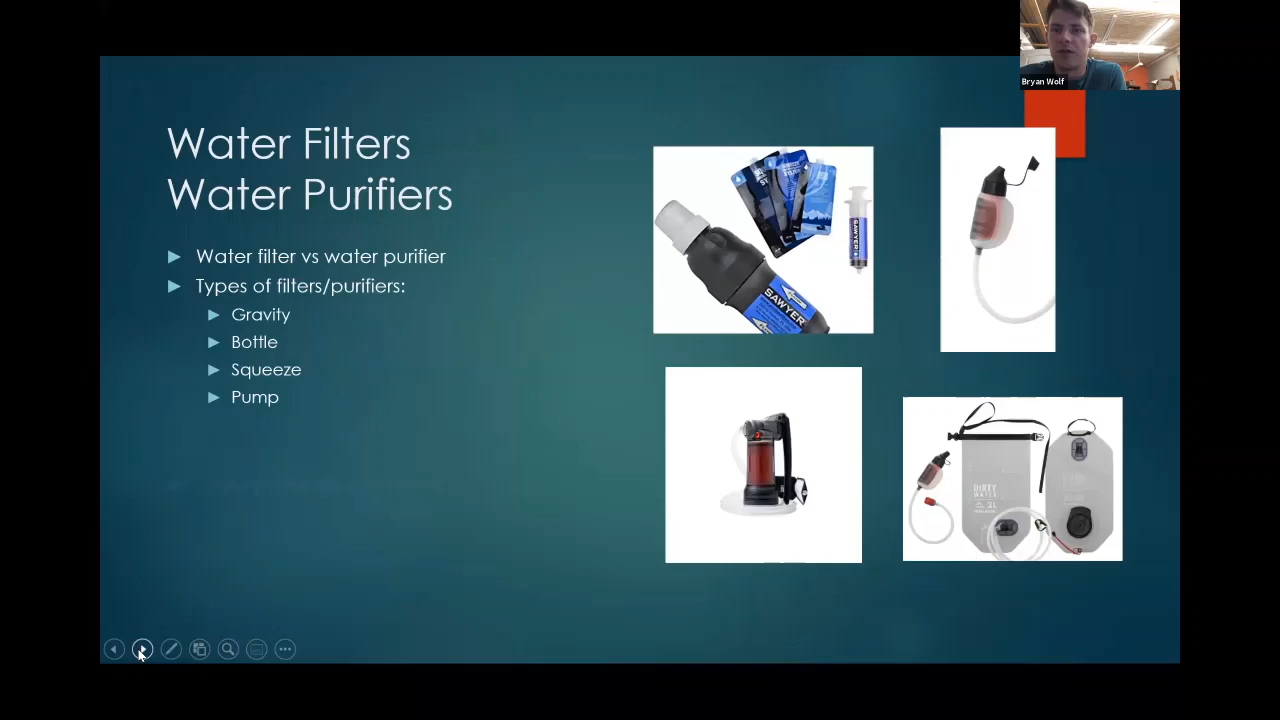 Bryan Wolf
Water Filters
Water Purifiers
Water filter vs water purifier
Types of filters/purifiers:
Gravity
Bottle
Squeeze
Pump
SAWYER
SAWYER
DIRTY
WATER